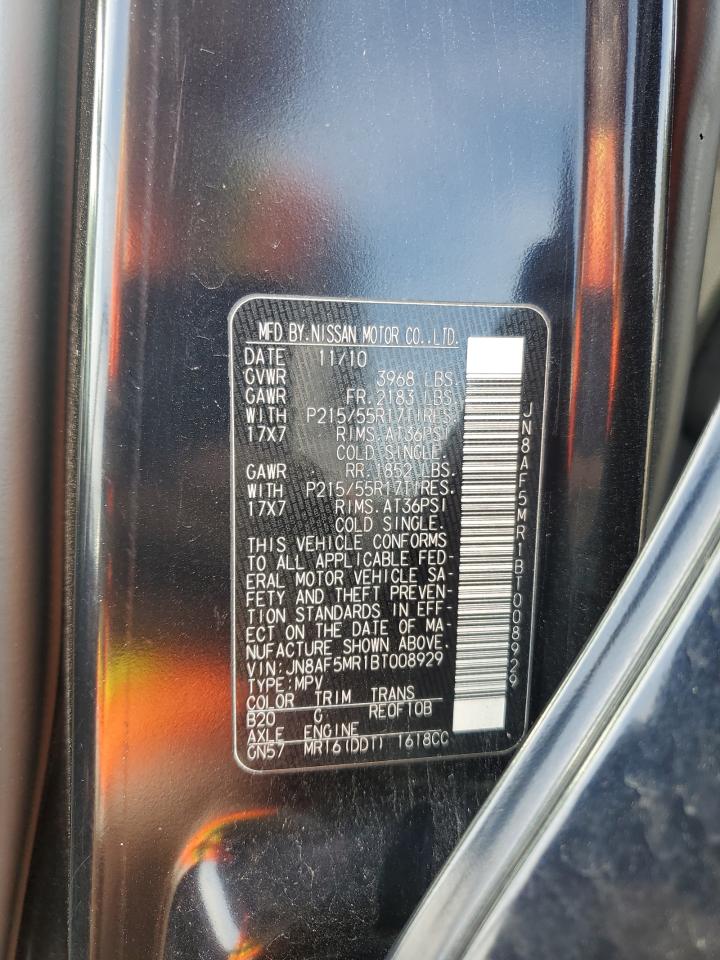 MFD BY.NISSAN MOTOR CO.,LTD.
DATE 11/10
GVWR 3968 LBS.
GAWR FR.2183 LBS.
WITH P215/55R17TIRES.
17X7 RIMS.AT36PSI
COLD SINGLE.
GAWR RR.1852 LBS.
WITH P215/55R17TIRES.
17X7 RIMS.AT36PSI
COLD SINGLE.
THIS VEHICLE CONFORMS
TO ALL APPLICABLE FED-
ERAL MOTOR VEHICLE SA-
FETY AND THEFT PREVEN-
TION STANDARDS IN EFF-
ECT ON THE DATE OF MA-
NUFACTURE SHOWN ABOVE.
VIN:JN8AF5MR1BT008929
TYPE:MPV
COLOR TRIM TRANS
B20 G RE0F10B
AXLE ENGINE
GN57 MR16(DDT) 1618CC
JN8AF5MR1BT008929